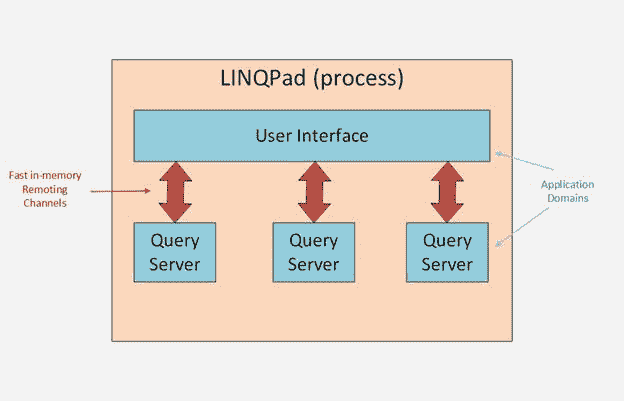 LINQPad (process)
User Interface
Fast in-memory
Remoting
Channels
Application
Domains
Query
Server
Query
Server
Query
Server